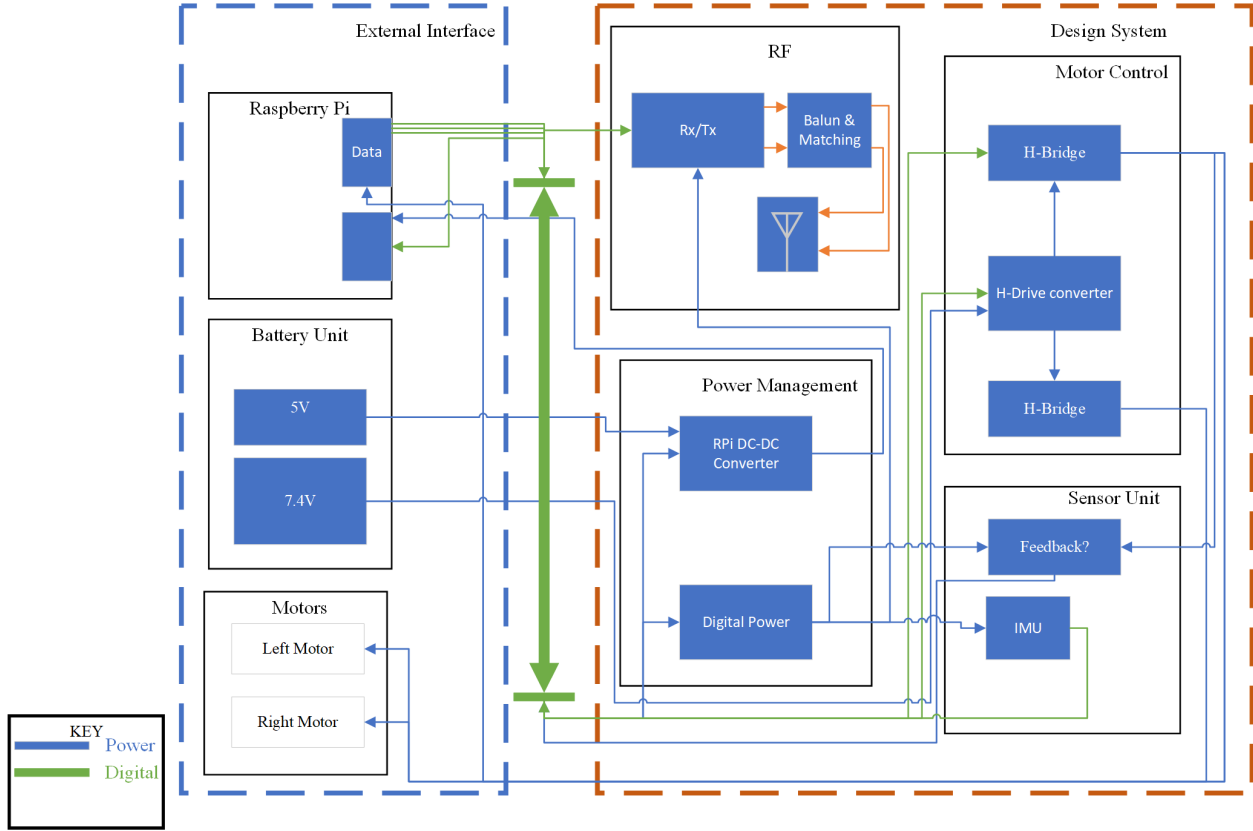 External Interface
Raspberry Pi
Data
Battery Unit
5V
7.4V
Motors
Left Motor
Right Motor
KEY
Power
Digital
Design System
RF
Rx/Tx
Balun &
Matching
Motor Control
H-Bridge
H-Drive converter
H-Bridge
Power Management
RPi DC-DC
Converter
Digital Power
Sensor Unit
Feedback?
IMU